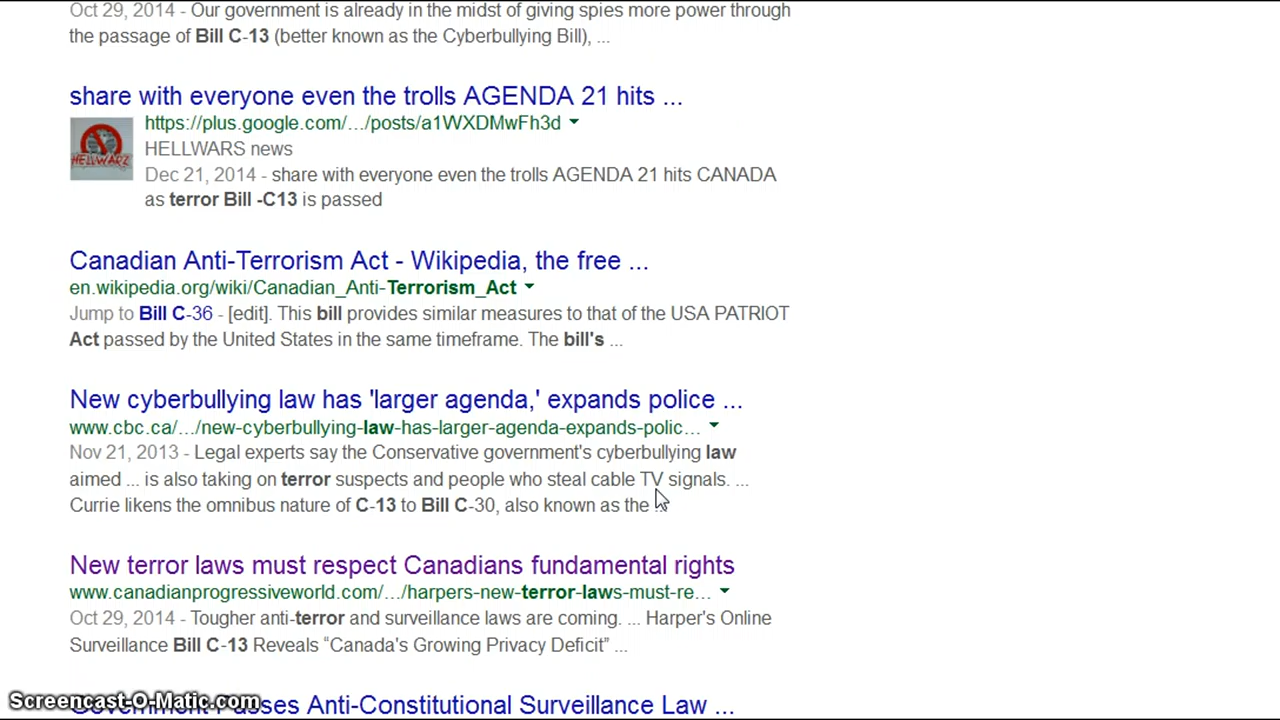 Oct 29, 2014 - Our government is already in the midst of giving spies more power through
the passage of Bill C-13 (better known as the Cyberbullying Bill), ...
share with everyone even the trolls AGENDA 21 hits ...
https://plus.google.com/.../posts/a1WXDMwFh3d
HELLWARZ
HELLWARS news
Dec 21, 2014 - share with everyone even the trolls AGENDA 21 hits CANADA
as terror Bill -C13 is passed
Canadian Anti-Terrorism Act - Wikipedia, the free ...
en.wikipedia.org/wiki/Canadian_Anti-Terrorism_Act
Jump to Bill C-36 - [edit]. This bill provides similar measures to that of the USA PATRIOT
Act passed by the United States in the same timeframe. The bill's ...
New cyberbullying law has 'larger agenda,' expands police ...
www.cbc.ca/.../new-cyberbullying-law-has-larger-agenda-expands-polic...
Nov 21, 2013 - Legal experts say the Conservative government's cyberbullying law
aimed ... is also taking on terror suspects and people who steal cable TV signals. ...
Currie likens the omnibus nature of C-13 to Bill C-30, also known as the ...
New terror laws must respect Canadians fundamental rights
www.canadianprogressiveworld.com/.../harpers-new-terror-laws-must-re...
Oct 29, 2014 - Tougher anti-terror and surveillance laws are coming. ... Harper's Online
Surveillance Bill C-13 Reveals “Canada's Growing Privacy Deficit” ...
Government Passes Anti-Constitutional Surveillance Law ...
Screencast-O-Matic.com